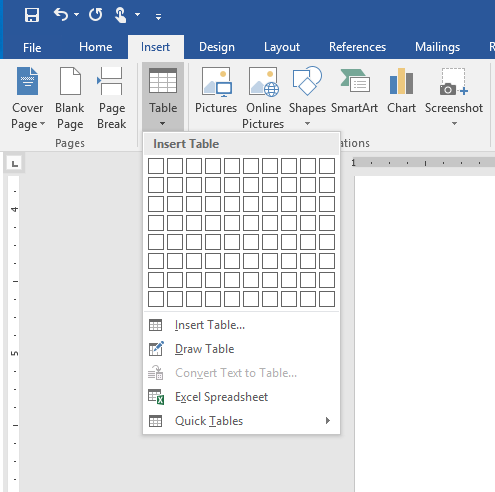 File Home Insert Design Layout References Mailings R
Cover Page Blank Page Page Break Table Pictures Online Pictures Shapes SmartArt Chart Screenshot
Pages ations
Insert Table
L 1
4
5
Insert Table...
Draw Table
Convert Text to Table...
Excel Spreadsheet
Quick Tables